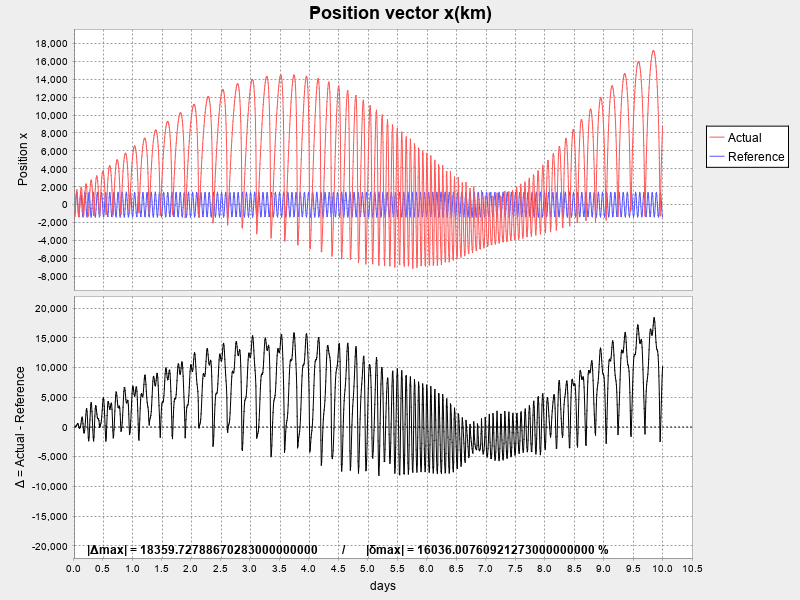 Position vector x(km)
18,000
16,000
14,000
12,000
10,000
8,000
6,000
4,000
2,000
0
-2,000
-4,000
-6,000
-8,000
Position x
Actual
Reference
20,000
15,000
10,000
5,000
0
-5,000
-10,000
-15,000
-20,000
Δ = Actual - Reference
|Δmax| = 18359.72788670283000000000 / |δmax| = 16036.00760921273000000000 %
0.0 0.5 1.0 1.5 2.0 2.5 3.0 3.5 4.0 4.5 5.0 5.5 6.0 6.5 7.0 7.5 8.0 8.5 9.0 9.5 10.0 10.5
days